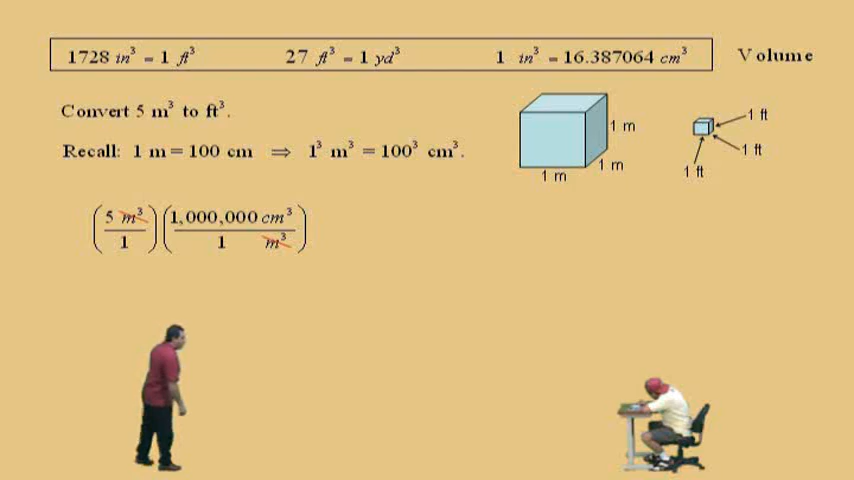 1728 in³ = 1 ft³ 27 ft³ = 1 yd³ 1 in³ = 16.387064 cm³ Volume
Convert 5 m³ to ft³.
Recall: 1 m = 100 cm ⇒ 1³ m³ = 100³ cm³.
1 m
1 m
1 m
1 ft
1 ft
1 ft
(5 m³ / 1) (1,000,000 cm³ / 1 m³)